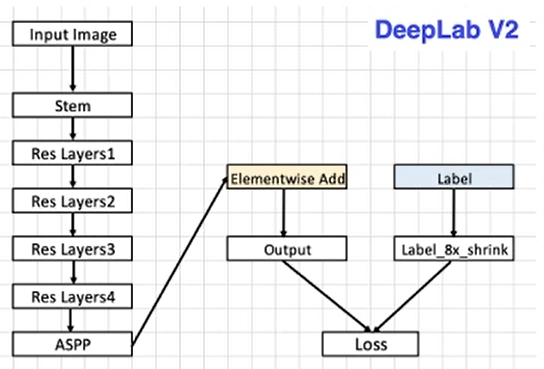 DeepLab V2
Input Image
Stem
Res Layers1
Res Layers2
Res Layers3
Res Layers4
ASPP
Elementwise Add
Output
Label
Label_8x_shrink
Loss